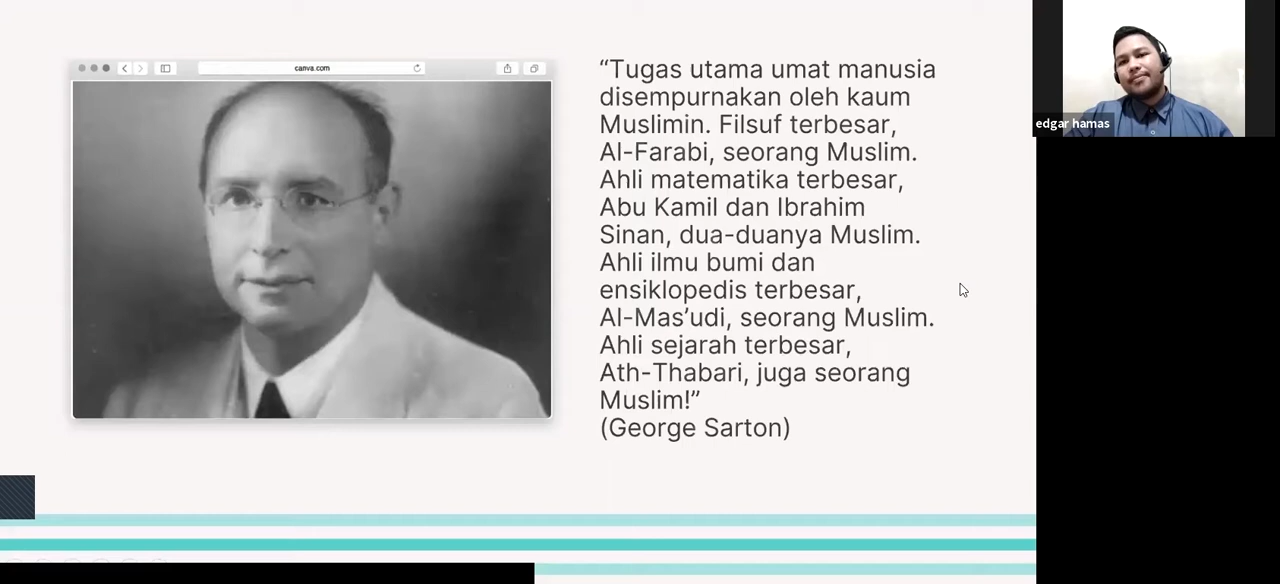 canva.com
“Tugas utama umat manusia
disempurnakan oleh kaum
Muslimin. Filsuf terbesar,
Al-Farabi, seorang Muslim.
Ahli matematika terbesar,
Abu Kamil dan Ibrahim
Sinan, dua-duanya Muslim.
Ahli ilmu bumi dan
ensiklopedis terbesar,
Al-Mas’udi, seorang Muslim.
Ahli sejarah terbesar,
Ath-Thabari, juga seorang
Muslim!”
(George Sarton)
edgar hamas